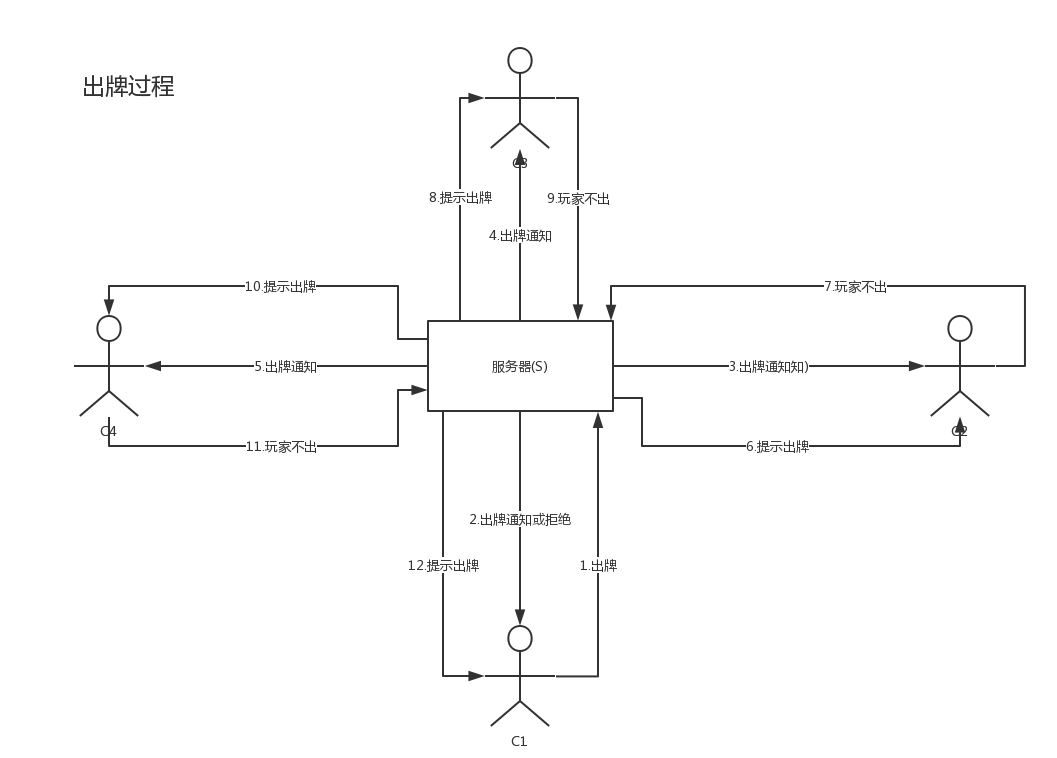 出牌过程
C3
8.提示出牌
9.玩家不出
4.出牌通知
10.提示出牌
7.玩家不出
5.出牌通知
服务器(S)
3.出牌通知知)
C4
C2
11.玩家不出
6.提示出牌
2.出牌通知或拒绝
12.提示出牌
1.出牌
C1